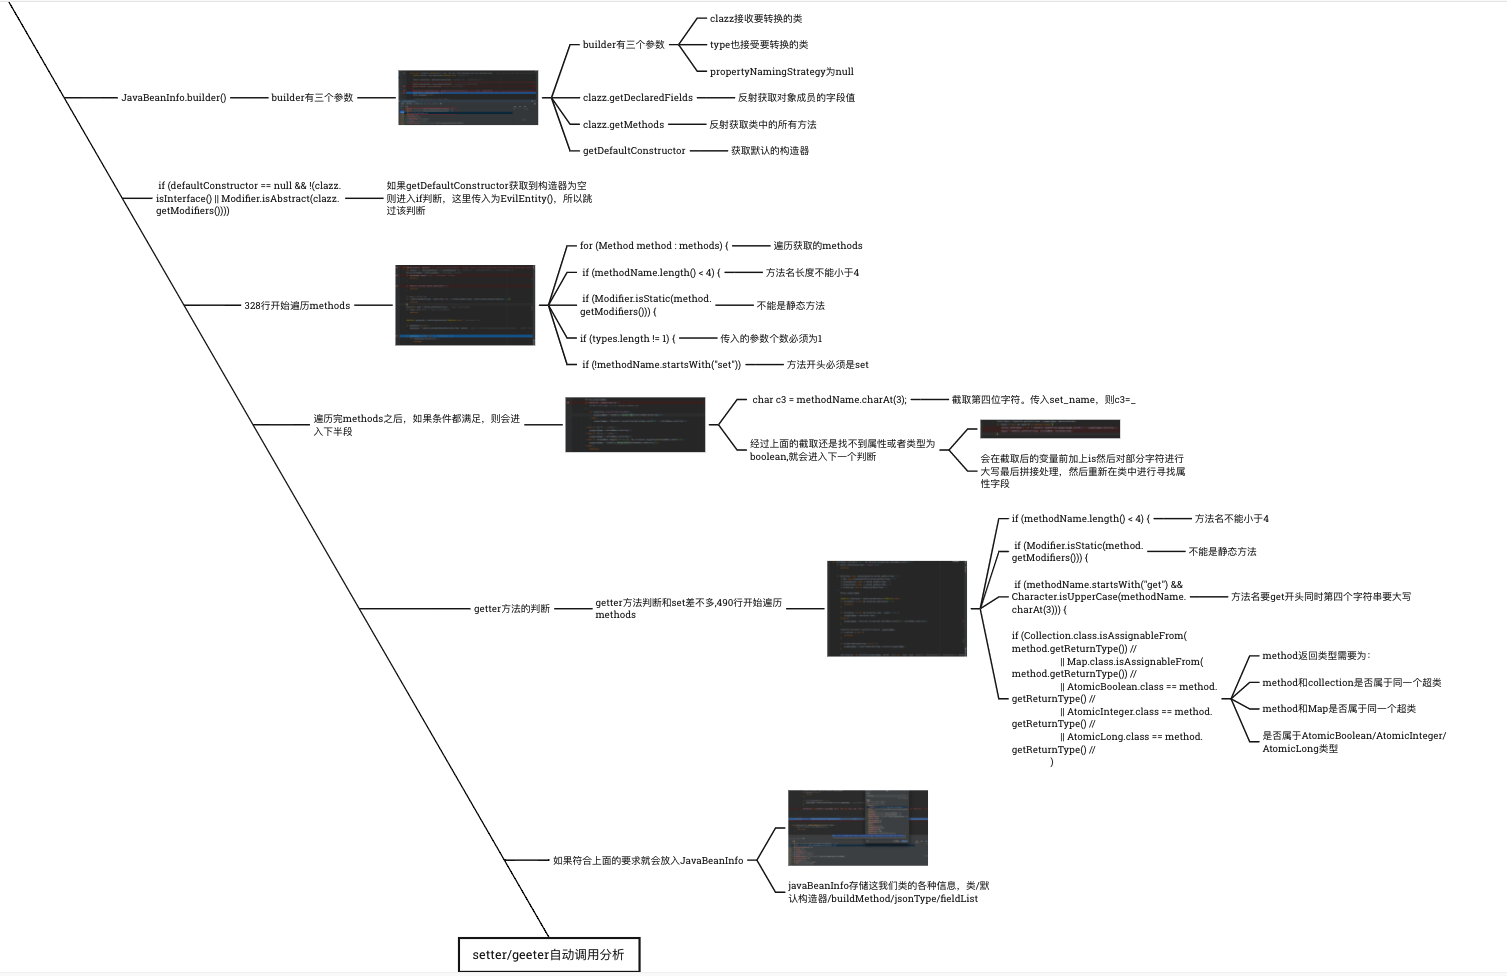 JavaBeanInfo.builder()
builder有三个参数
builder有三个参数
clazz接收要转换的类
type也接受要转换的类
propertyNamingStrategy为null
clazz.getDeclaredFields
反射获取对象成员的字段值
clazz.getMethods
反射获取类中的所有方法
getDefaultConstructor
获取默认的构造器
if (defaultConstructor == null && !(clazz.
isInterface() || Modifier.isAbstract(clazz.
getModifiers())))
如果getDefaultConstructor获取到构造器为空
则进入if判断，这里传入为EvilEntity()，所以跳
过该判断
328行开始遍历methods
for (Method method : methods) {
遍历获取的methods
if (methodName.length() < 4) {
方法名长度不能小于4
if (Modifier.isStatic(method.
getModifiers())) {
不能是静态方法
if (types.length != 1) {
传入的参数个数必须为1
if (!methodName.startsWith("set"))
方法开头必须是set
遍历完methods之后，如果条件都满足，则会进
入下半段
char c3 = methodName.charAt(3);
截取第四位字符。传入set_name，则c3=_
经过上面的截取还是找不到属性或者类型为
boolean,就会进入下一个判断
会在截取后的变量前加上is然后对部分字符进行
大写最后拼接处理，然后重新在类中进行寻找属
性字段
getter方法的判断
getter方法判断和set差不多,490行开始遍历
methods
if (methodName.length() < 4) {
方法名不能小于4
if (Modifier.isStatic(method.
getModifiers())) {
不能是静态方法
if (methodName.startsWith("get") &&
Character.isUpperCase(methodName.
charAt(3))) {
方法名要get开头同时第四个字符串要大写
if (Collection.class.isAssignableFrom(
method.getReturnType()) //
|| Map.class.isAssignableFrom(
method.getReturnType()) //
|| AtomicBoolean.class == method.
getReturnType() //
|| AtomicInteger.class == method.
getReturnType() //
|| AtomicLong.class == method.
getReturnType() //
)
method返回类型需要为：
method和collection是否属于同一个超类
method和Map是否属于同一个超类
是否属于AtomicBoolean/AtomicInteger/
AtomicLong类型
如果符合上面的要求就会放入JavaBeanInfo
javaBeanInfo存储这我们类的各种信息，类/默
认构造器/buildMethod/jsonType/fieldList
setter/geeter自动调用分析